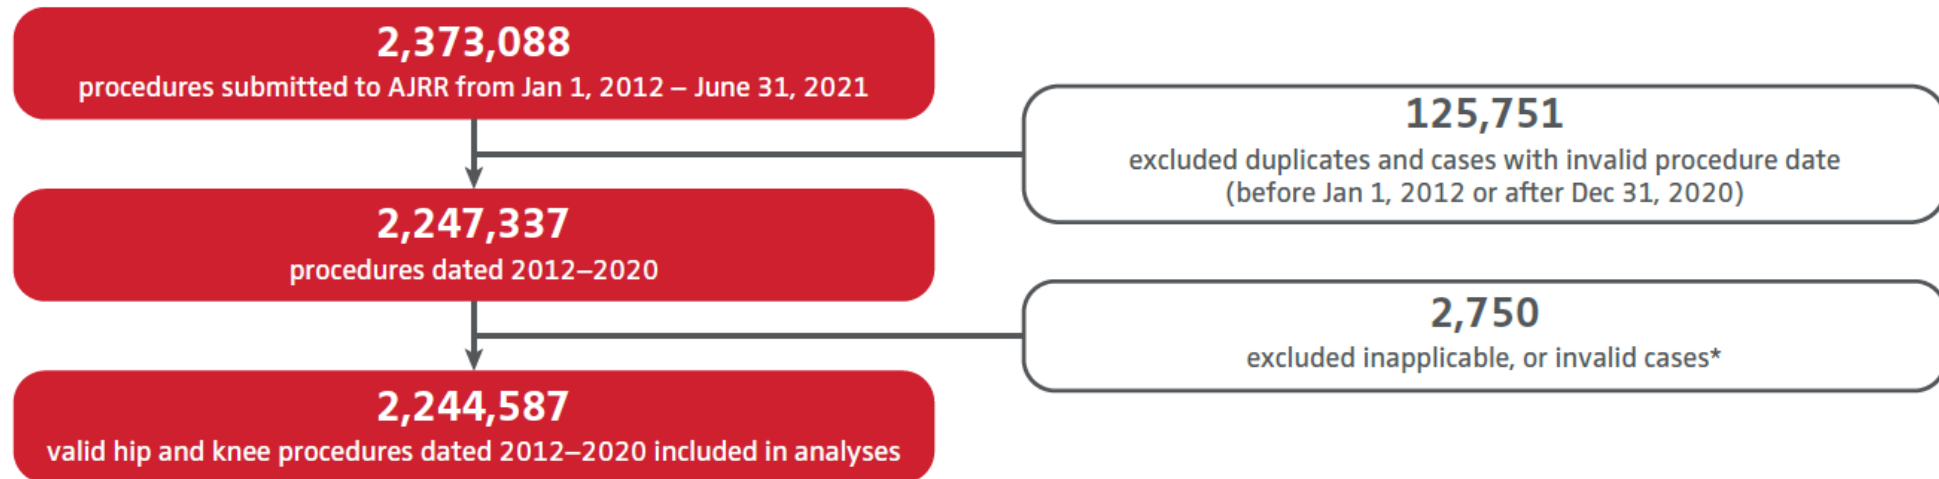 2,373,088
procedures submitted to AJRR from Jan 1, 2012 – June 31, 2021
125,751
excluded duplicates and cases with invalid procedure date
(before Jan 1, 2012 or after Dec 31, 2020)
2,247,337
procedures dated 2012–2020
2,750
excluded inapplicable, or invalid cases*
2,244,587
valid hip and knee procedures dated 2012–2020 included in analyses